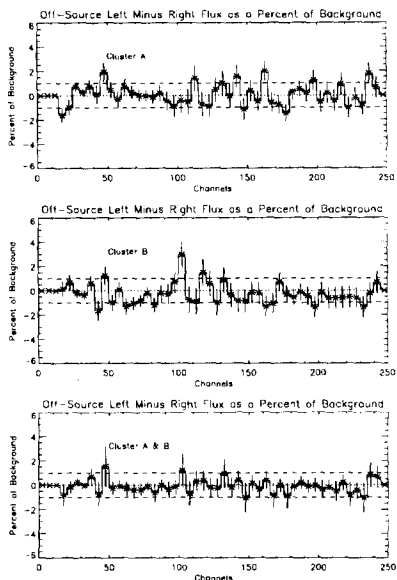 Off-Source Left Minus Right Flux as a Percent of Background
Percent of Background
6
4
2
0
-2
-4
-6
Cluster A
0 50 100 150 200 250
Channels
Off-Source Left Minus Right Flux as a Percent of Background
Percent of Background
6
4
2
0
-2
-4
-6
Cluster B
0 50 100 150 200 250
Channels
Off-Source Left Minus Right Flux as a Percent of Background
Percent of Background
6
4
2
0
-2
-4
-6
Cluster A & B
0 50 100 150 200 250
Channels